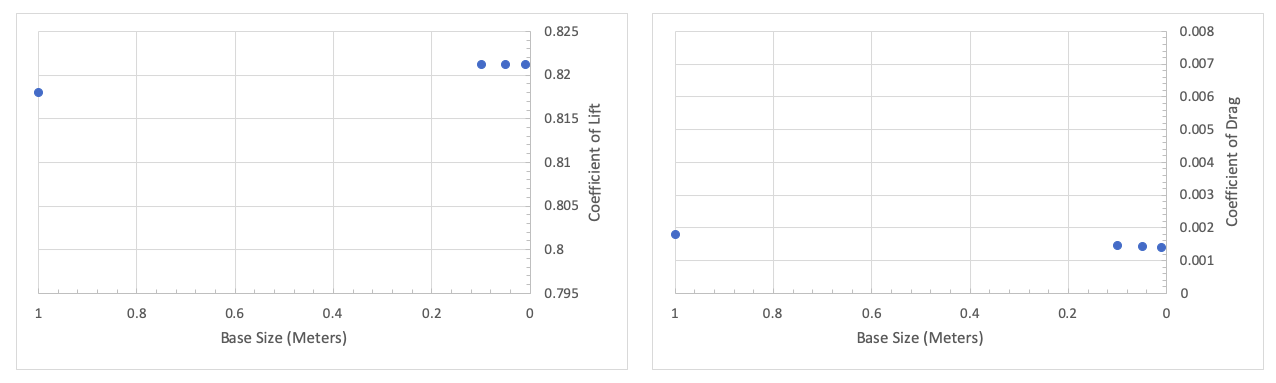 0.825
0.82
0.815
0.81
0.805
0.8
0.795
Coefficient of Lift
1 0.8 0.6 0.4 0.2 0
Base Size (Meters)
0.008
0.007
0.006
0.005
0.004
0.003
0.002
0.001
0
Coefficient of Drag
1 0.8 0.6 0.4 0.2 0
Base Size (Meters)